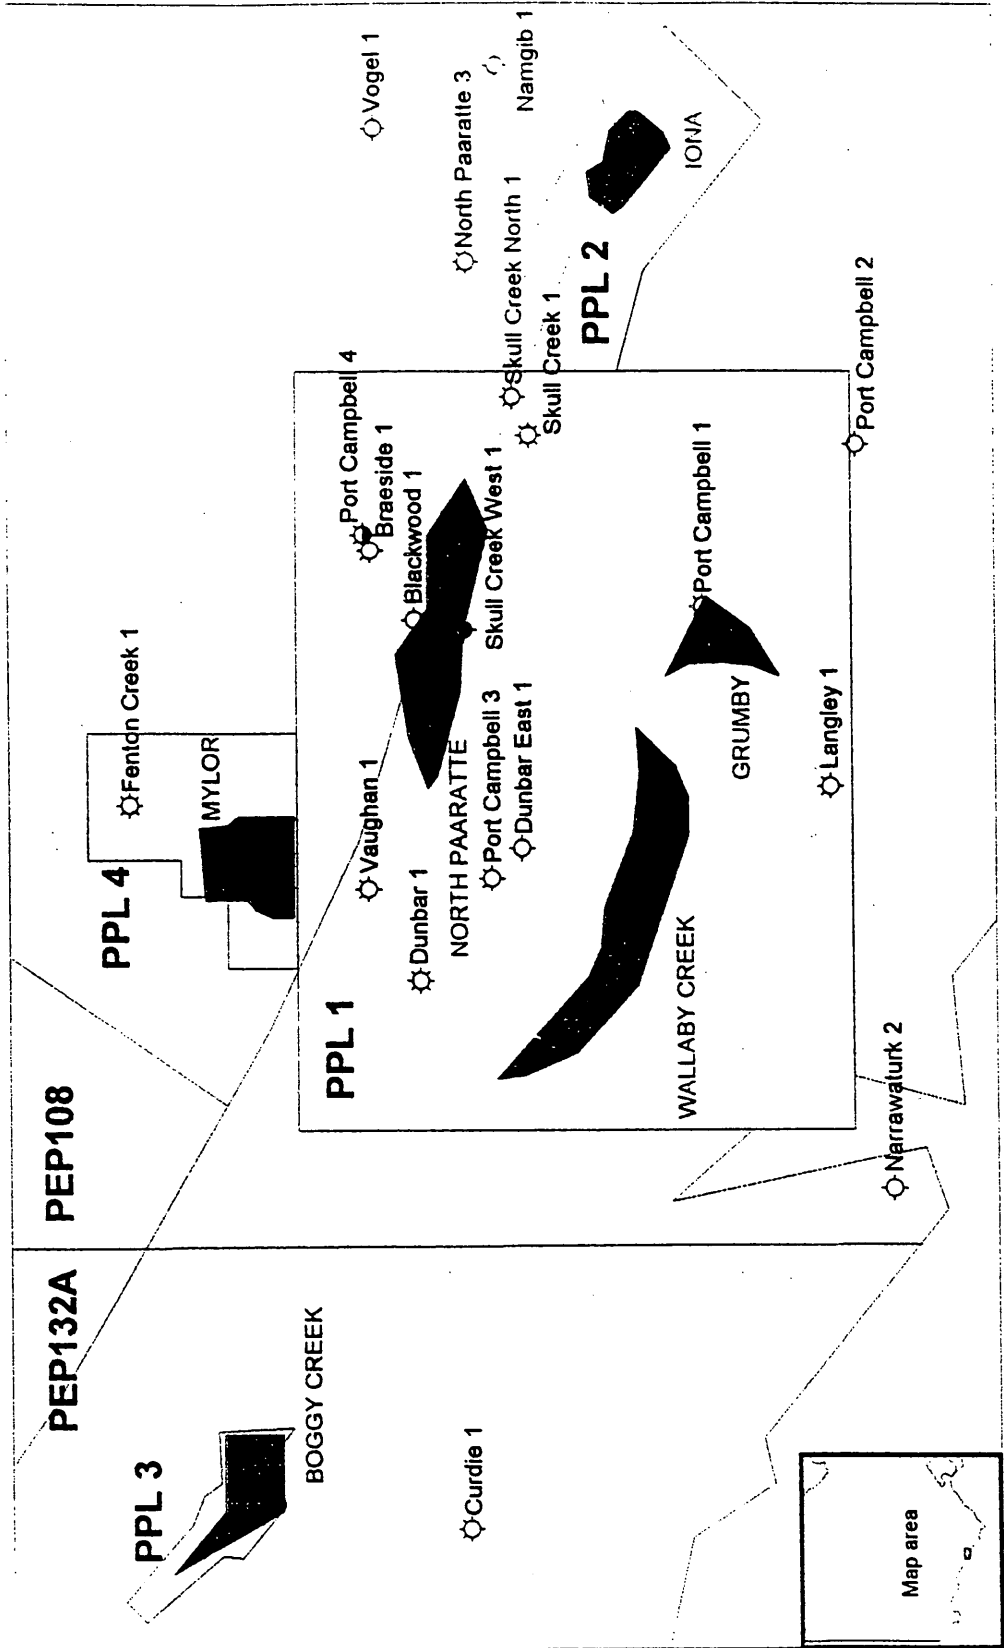 PEP132A
PEP108
PPL 3
BOGGY CREEK
Curdie 1
PPL 4
Fenton Creek 1
MYLOR
PPL 1
Vaughan 1
Dunbar 1
NORTH PAARATTE
Port Campbell 3
Dunbar East 1
Port Campbell 4
Braeside 1
Blackwood 1
Skull Creek West 1
Vogel 1
North Paaratte 3
Namgib 1
Skull Creek North 1
Skull Creek 1
PPL 2
IONA
WALLABY CREEK
GRUMBY
Port Campbell 1
Langley 1
Port Campbell 2
Narrawaturk 2
Map area